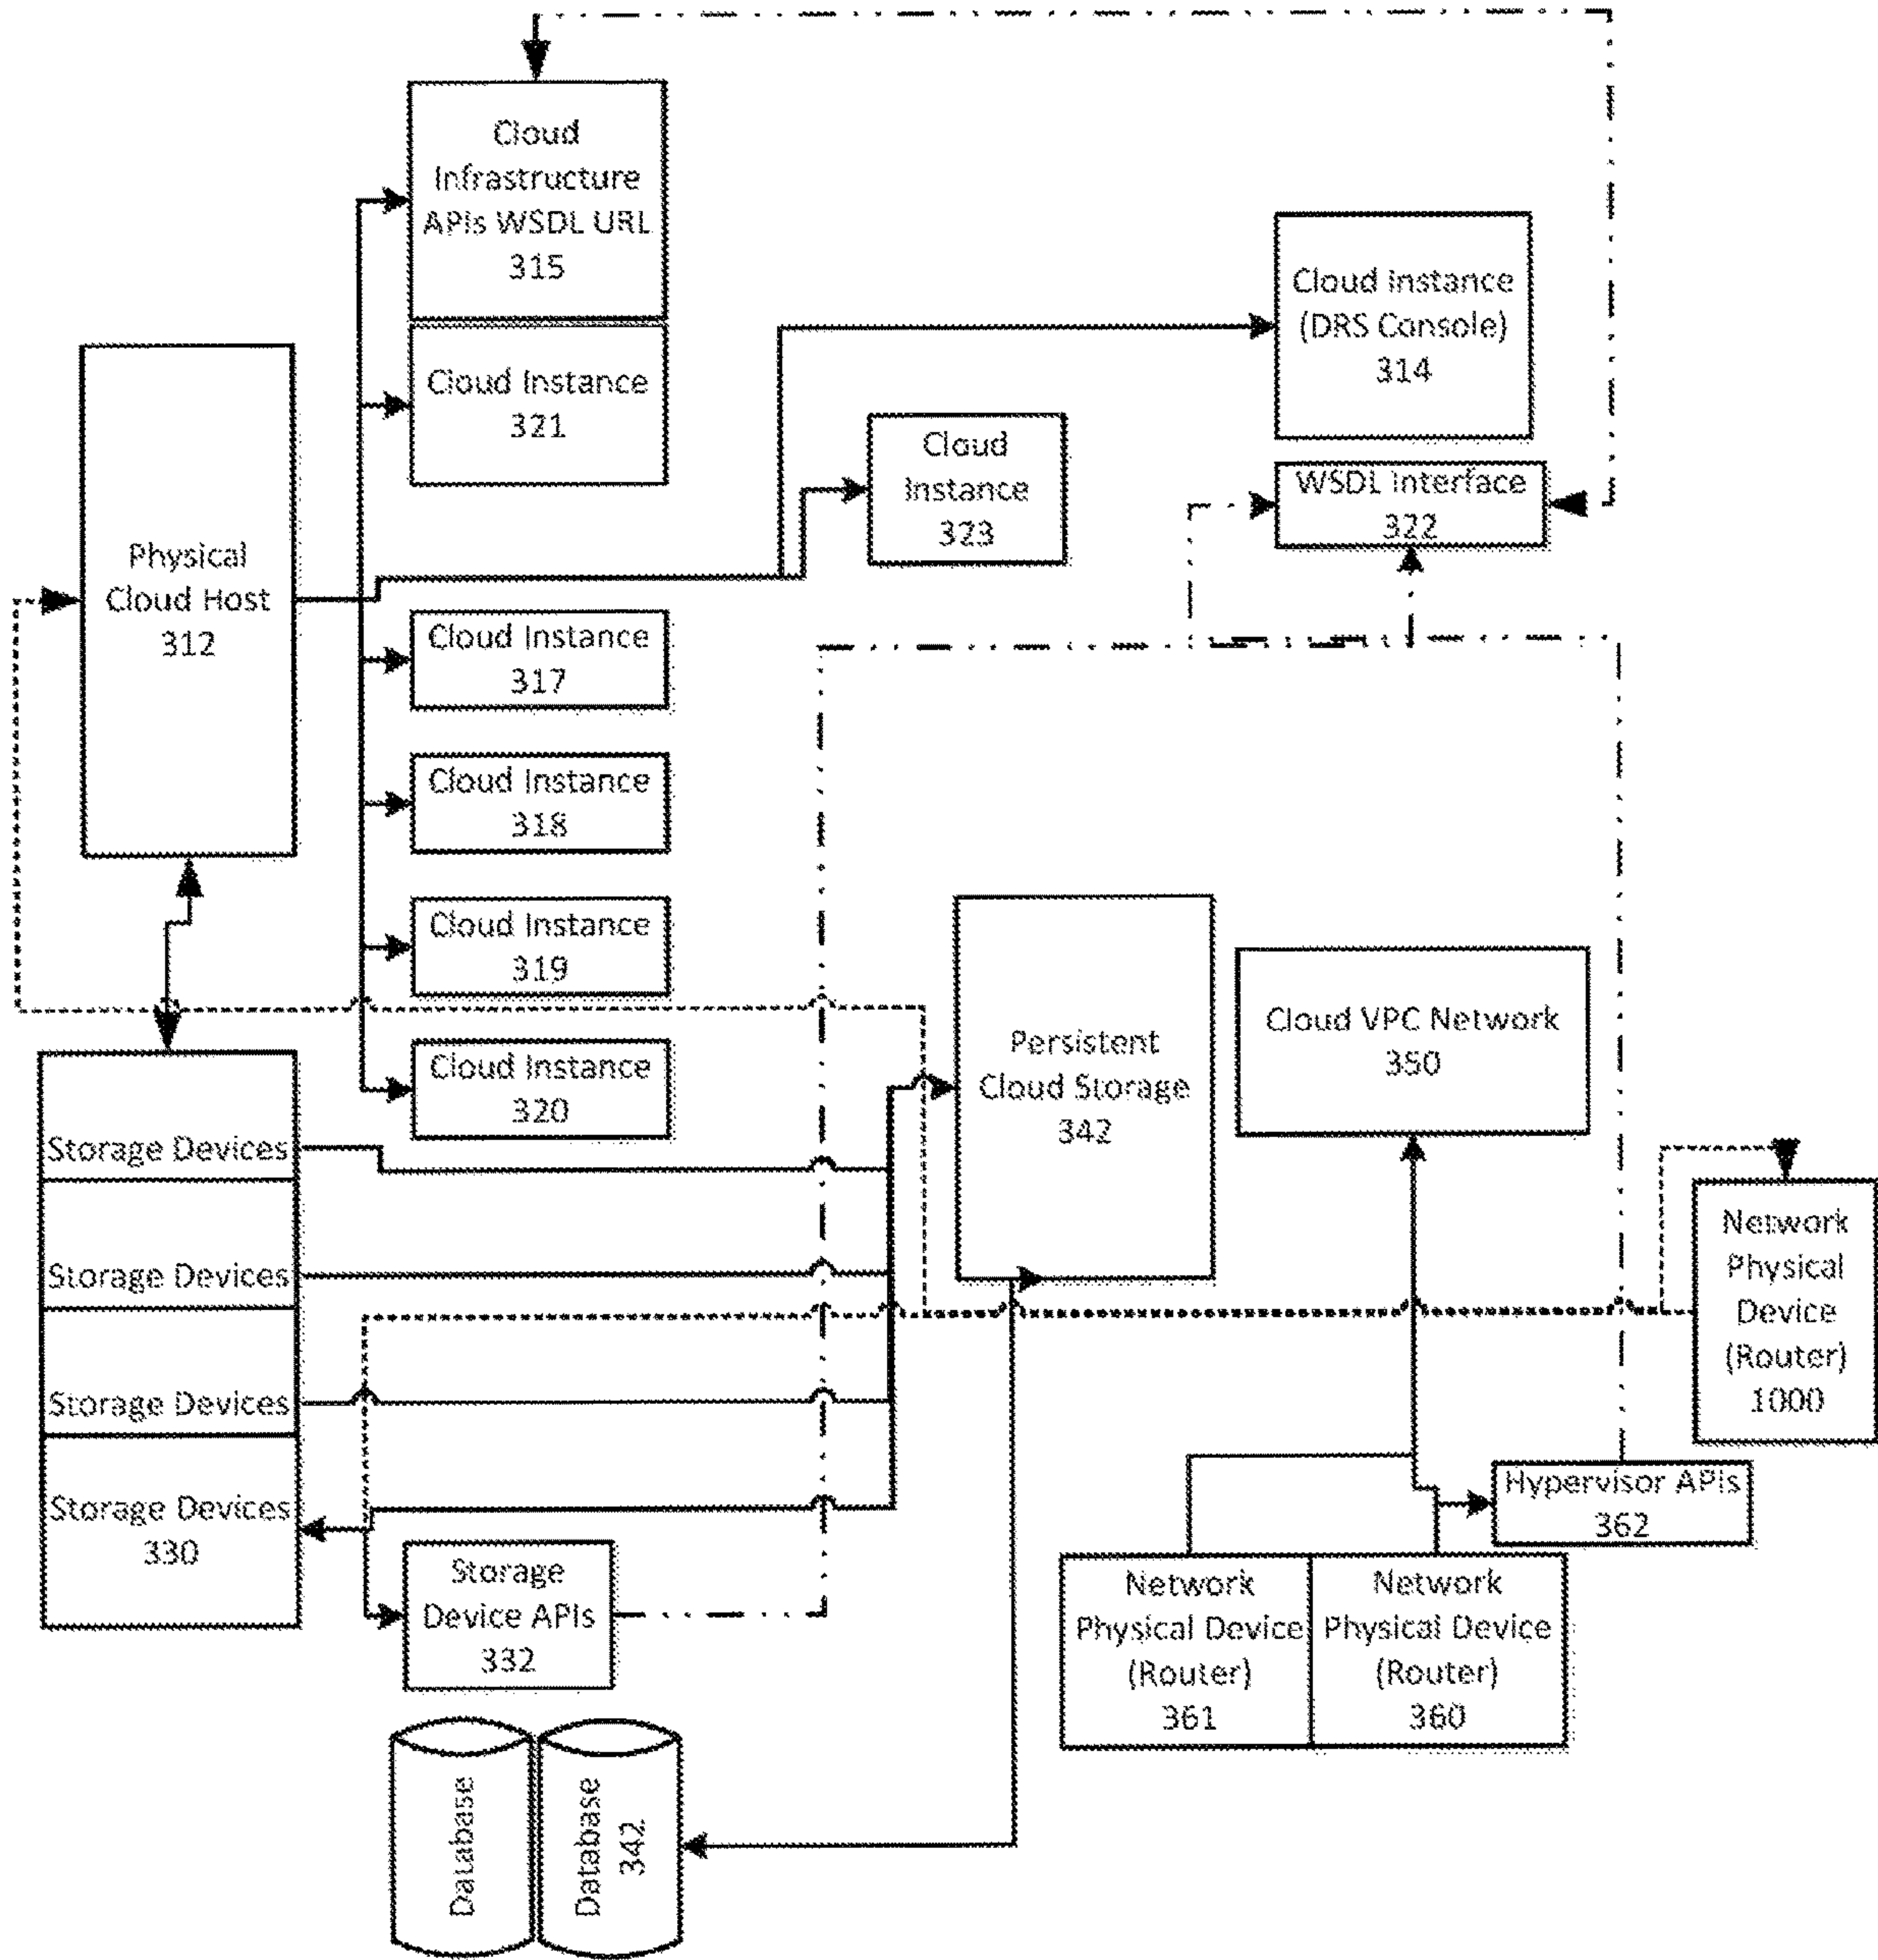 Cloud
Infrastructure
APIs WSDL URL
315
Cloud Instance
321
Cloud Instance
(DRS Console)
314
Cloud
Instance
323
WSDL Interface
322
Physical
Cloud Host
312
Cloud Instance
317
Cloud Instance
318
Cloud Instance
319
Cloud Instance
320
Persistent
Cloud Storage
342
Cloud VPC Network
350
Storage Devices
Storage Devices
Storage Devices
Storage Devices
330
Network
Physical
Device
(Router)
1000
Hypervisor APIs
362
Storage
Device APIs
332
Network
Physical Device
(Router)
361
Network
Physical Device
(Router)
360
Database
Database
342